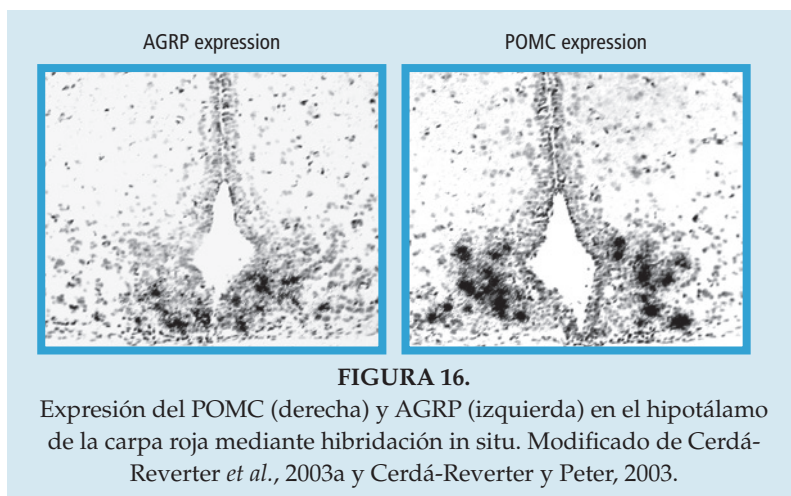 AGRP expression POMC expression
FIGURA 16.
Expresión del POMC (derecha) y AGRP (izquierda) en el hipotálamo
de la carpa roja mediante hibridación in situ. Modificado de Cerdá-
Reverter et al., 2003a y Cerdá-Reverter y Peter, 2003.